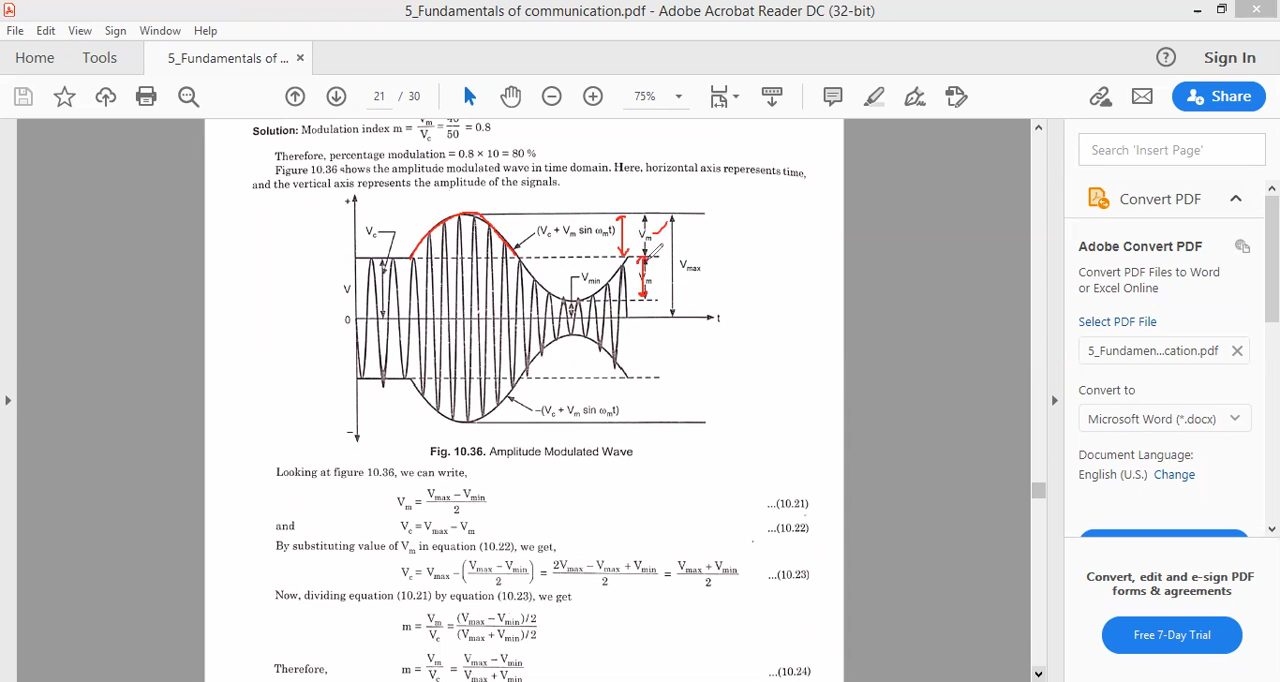 5_Fundamentals of communication.pdf - Adobe Acrobat Reader DC (32-bit)
File Edit View Sign Window Help
Home Tools 5_Fundamentals of ... × Sign In
21 / 30 75% Share
Solution: Modulation index m = Vm/Vc = 40/50 = 0.8
Therefore, percentage modulation = 0.8 × 10 = 80 %
Figure 10.36 shows the amplitude modulated wave in time domain. Here, horizontal axis reperesents time,
and the vertical axis represents the amplitude of the signals.
+
Vc
(Vc + Vm sin ωmt)
Vm
Vmax
Vmin
Vm
V
0
t
−(Vc + Vm sin ωmt)
−
Fig. 10.36. Amplitude Modulated Wave
Looking at figure 10.36, we can write,
Vm = (Vmax − Vmin)/2 ...(10.21)
and Vc = Vmax − Vm ...(10.22)
By substituting value of Vm in equation (10.22), we get,
Vc = Vmax − ((Vmax − Vmin)/2) = (2Vmax − Vmax + Vmin)/2 = (Vmax + Vmin)/2 ...(10.23)
Now, dividing equation (10.21) by equation (10.23), we get
m = Vm/Vc = (Vmax − Vmin)/2 / (Vmax + Vmin)/2
Therefore, m = Vm/Vc = (Vmax − Vmin)/(Vmax + Vmin) ...(10.24)
Search 'Insert Page'
Convert PDF
Adobe Convert PDF
Convert PDF Files to Word
or Excel Online
Select PDF File
5_Fundamen...cation.pdf ×
Convert to
Microsoft Word (*.docx)
Document Language:
English (U.S.) Change
Convert, edit and e-sign PDF
forms & agreements
Free 7-Day Trial